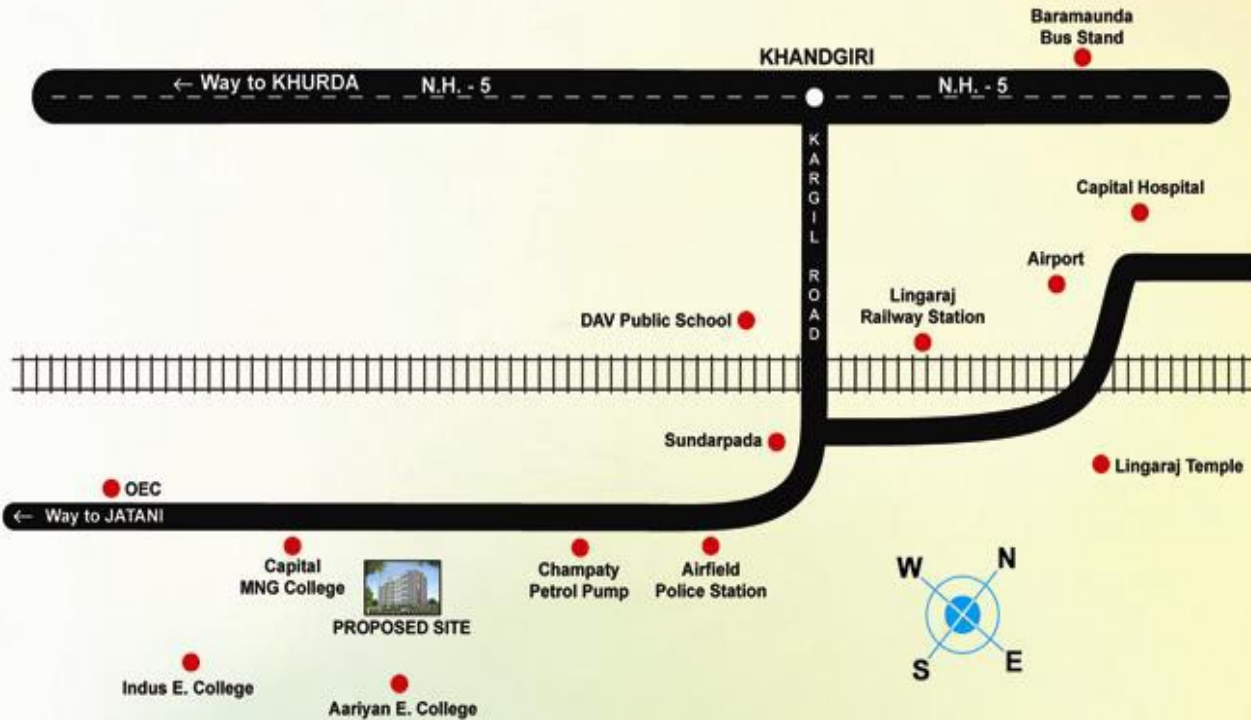 Baramaunda
Bus Stand
KHANDGIRI
← Way to KHURDA
N.H. - 5
N.H. - 5
KARGIL ROAD
Capital Hospital
Airport
Lingaraj
Railway Station
DAV Public School
Sundarpada
Lingaraj Temple
OEC
← Way to JATANI
Capital
MNG College
PROPOSED SITE
Champaty
Petrol Pump
Airfield
Police Station
W
N
S
E
Indus E. College
Aariyan E. College